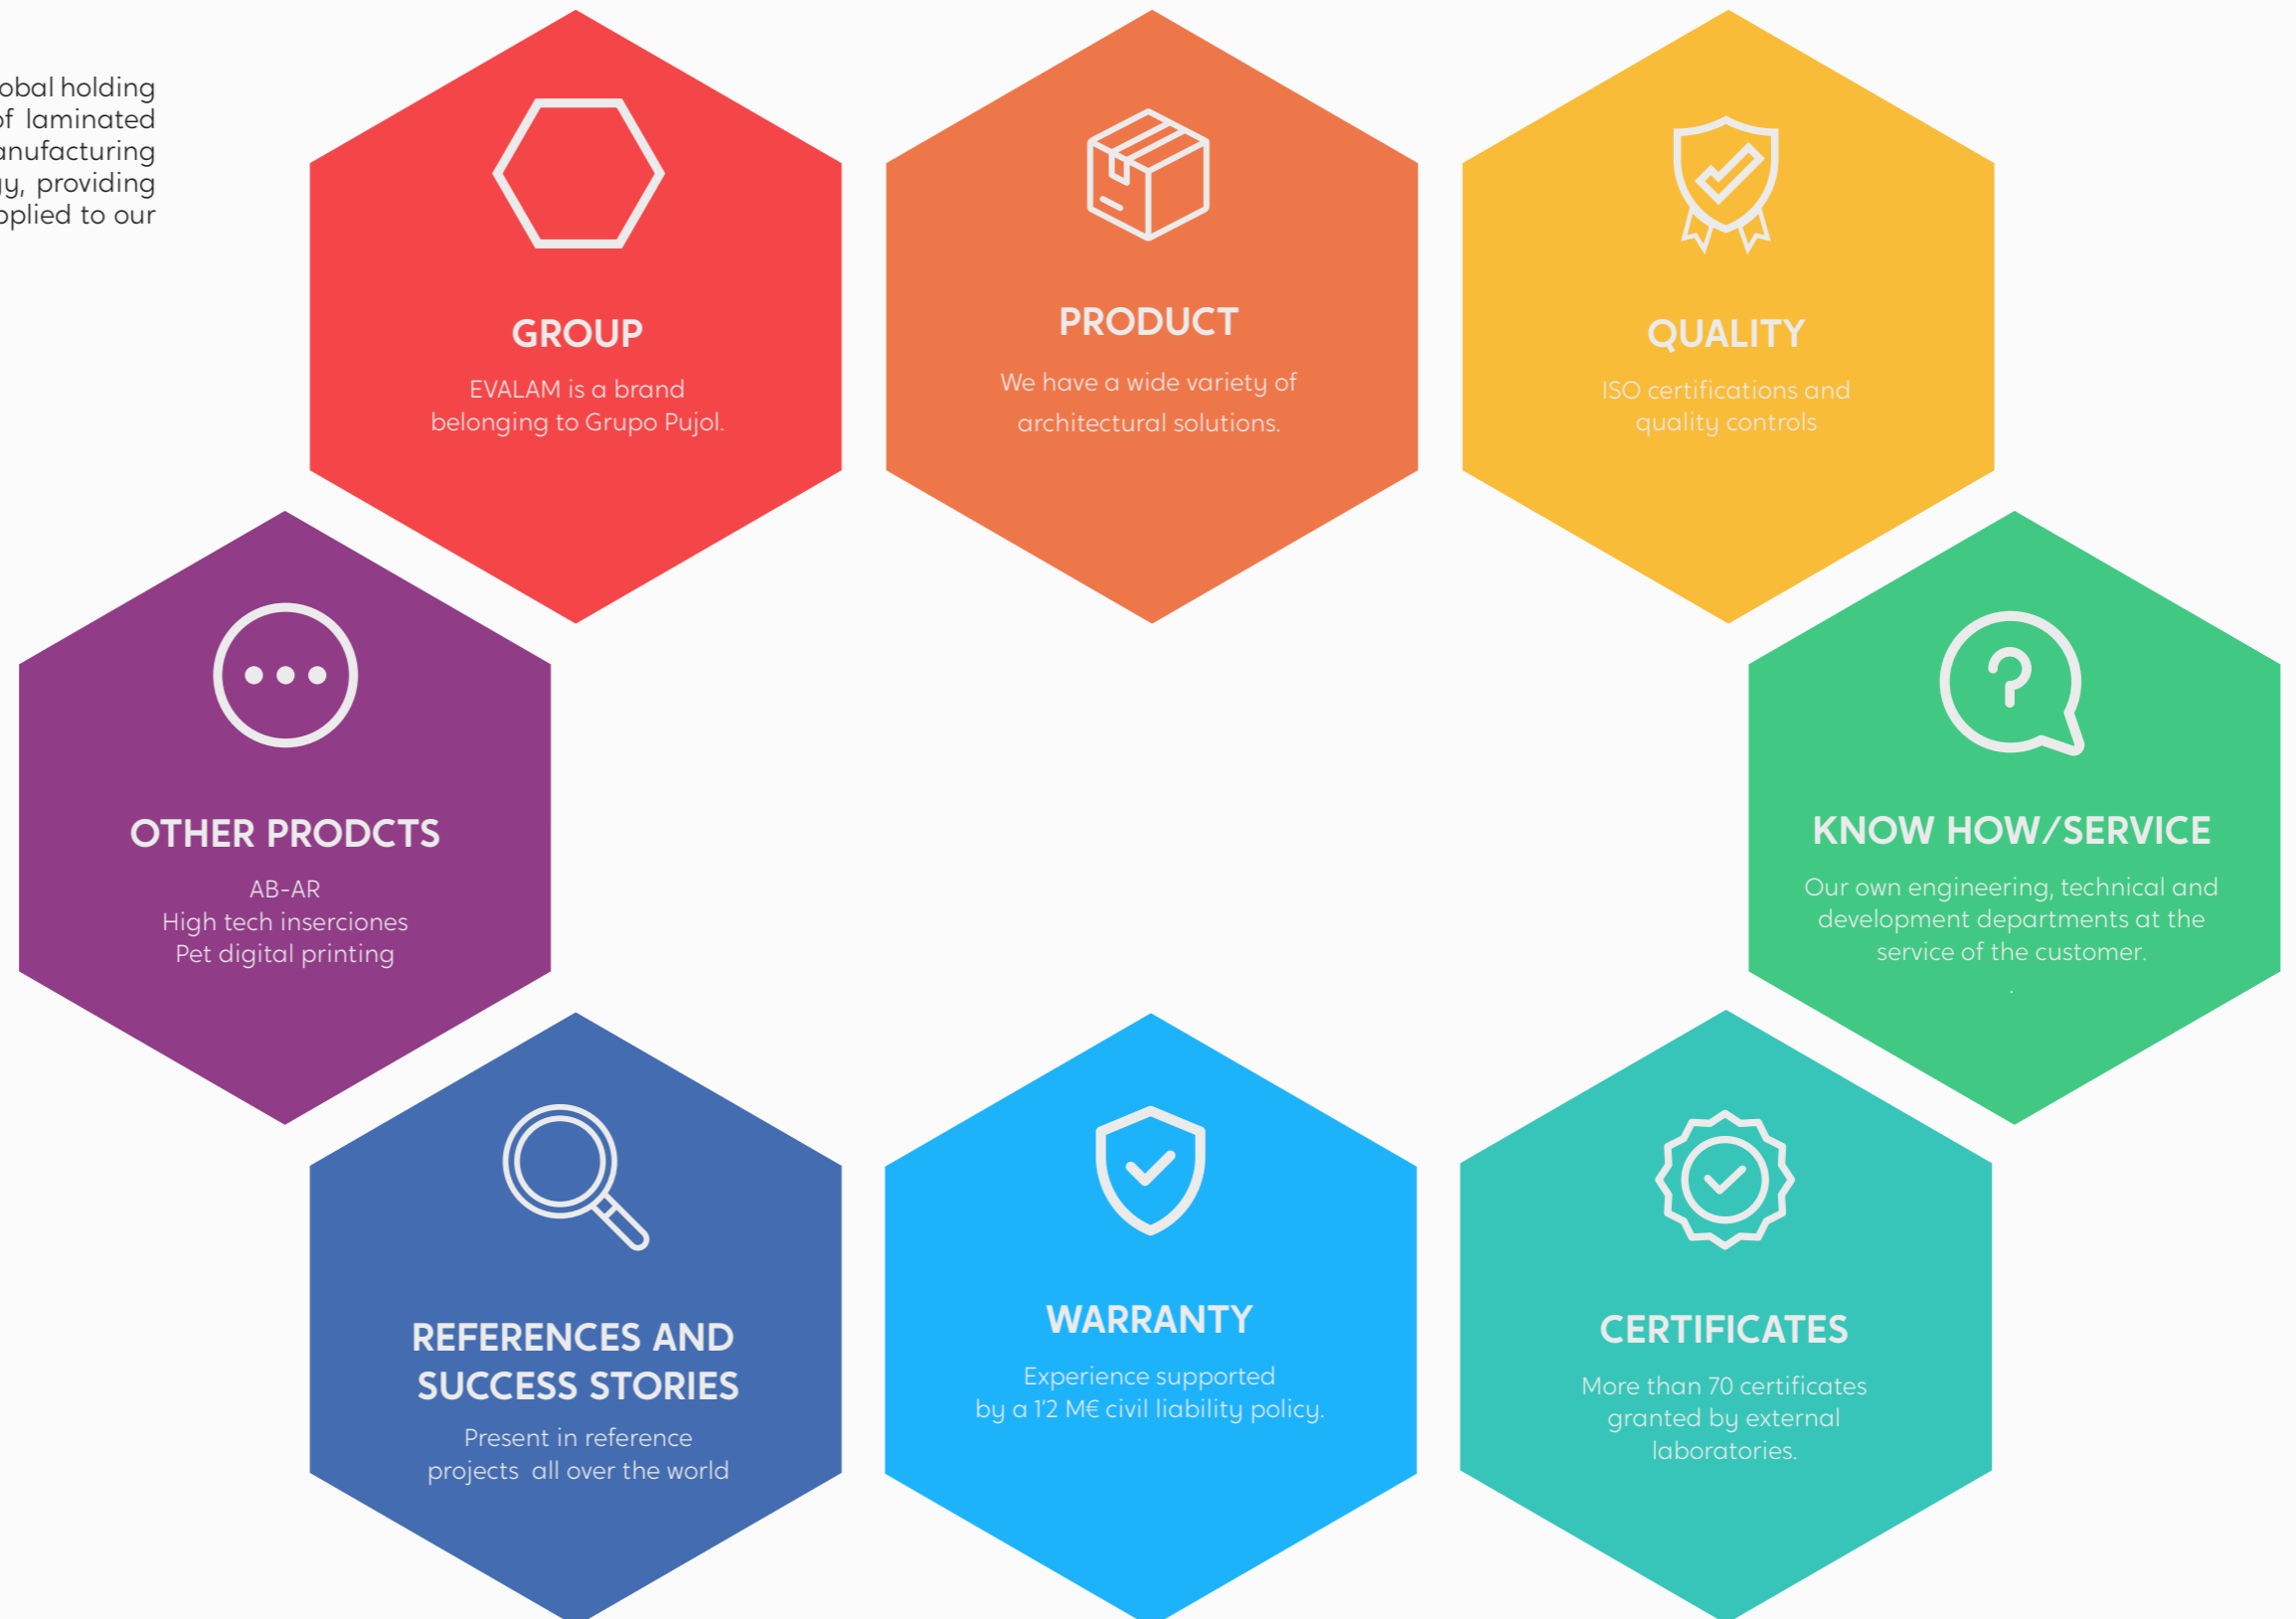 holding
of laminated
providing
to our
GROUP
EVALAM is a brand
belonging to Grupo Pujol.
PRODUCT
We have a wide variety of
architectural solutions.
QUALITY
ISO certifications and
quality controls
OTHER PRODCTS
AB-AR
High tech inserciones
Pet digital printing
KNOW HOW/SERVICE
Our own engineering, technical and
development departments at the
service of the customer.
.
REFERENCES AND
SUCCESS STORIES
Present in reference
projects all over the world
WARRANTY
Experience supported
by a 1'2 M€ civil liability policy.
CERTIFICATES
More than 70 certificates
granted by external
laboratories.